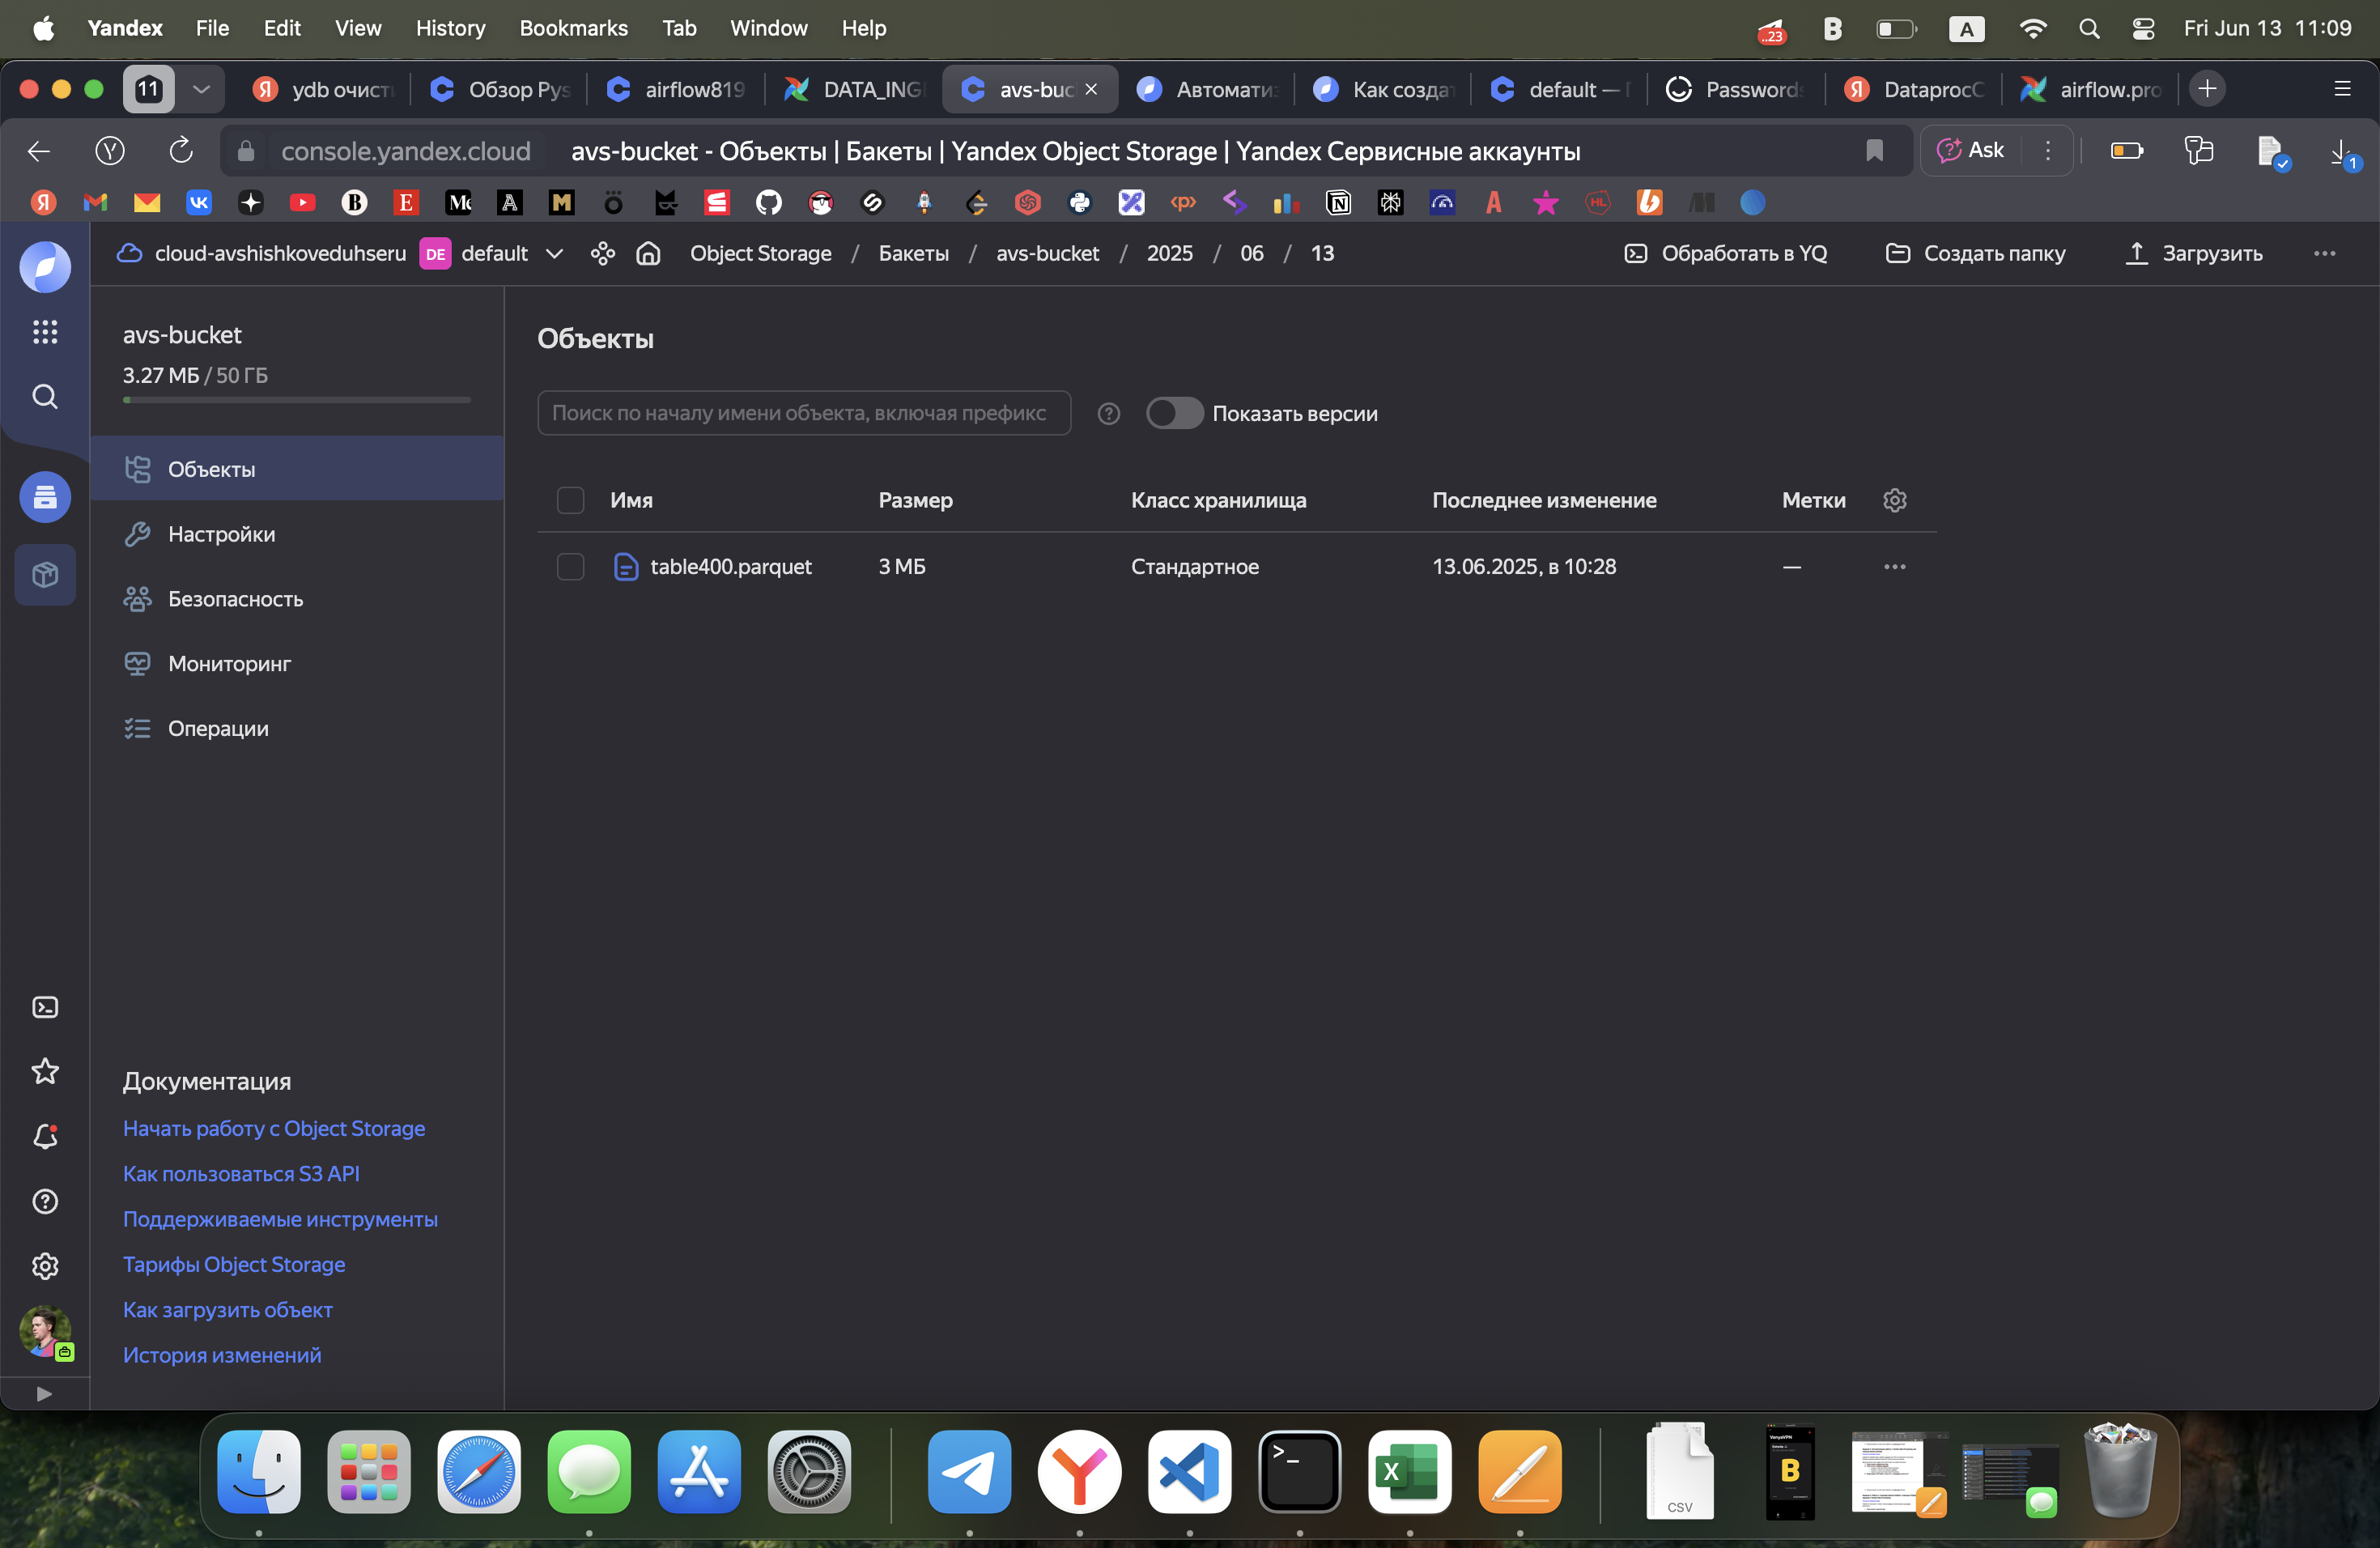 Yandex File Edit View History Bookmarks Tab Window Help ..23 B A Fri Jun 13 11:09
11 ydb очисть Обзор Pys airflow819 DATA_ING avs-buc Автомати Как созда default — Passwords DataprocC airflow.pro
console.yandex.cloud avs-bucket - Объекты | Бакеты | Yandex Object Storage | Yandex Сервисные аккаунты Ask 1
cloud-avshishkoveduhseru DE default Object Storage / Бакеты / avs-bucket / 2025 / 06 / 13 Обработать в YQ Создать папку Загрузить
avs-bucket
3.27 МБ / 50 ГБ
Объекты
Настройки
Безопасность
Мониторинг
Операции
Объекты
Поиск по началу имени объекта, включая префикс Показать версии
Имя Размер Класс хранилища Последнее изменение Метки
table400.parquet 3 МБ Стандартное 13.06.2025, в 10:28 —
Документация
Начать работу с Object Storage
Как пользоваться S3 API
Поддерживаемые инструменты
Тарифы Object Storage
Как загрузить объект
История изменений
CSV